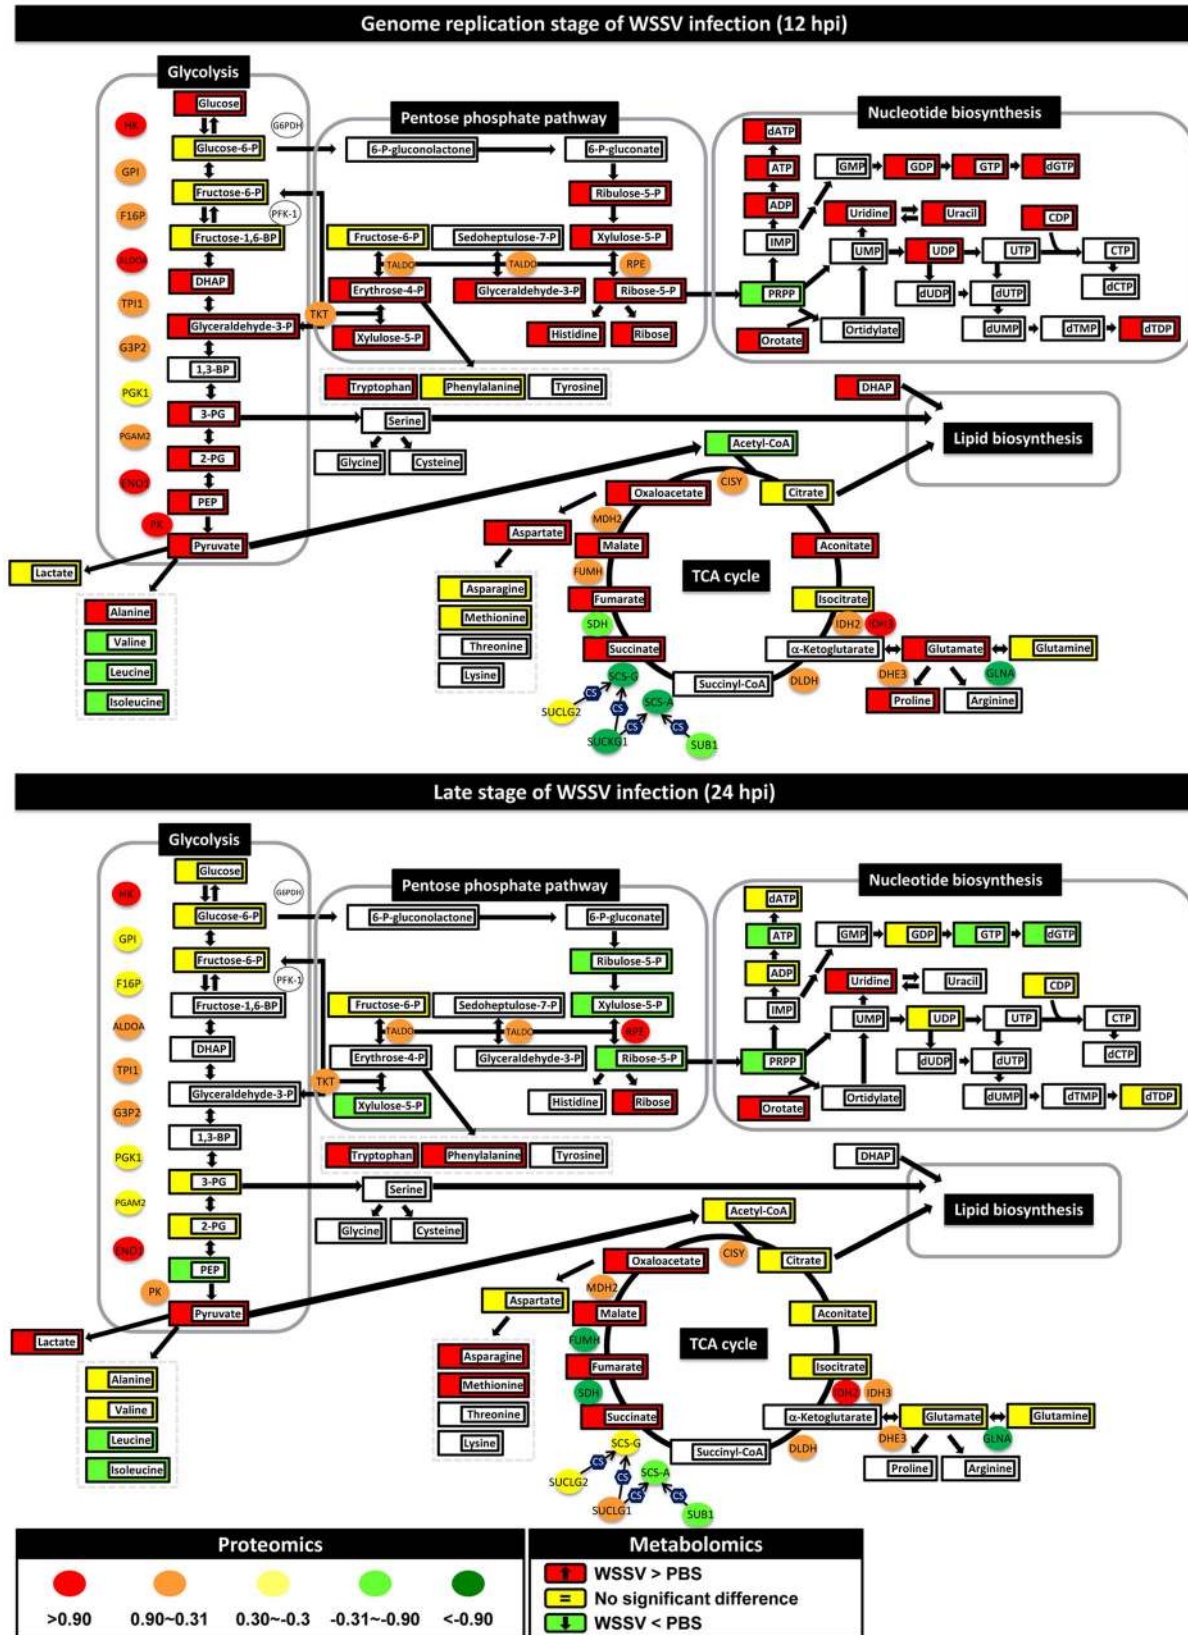 Genome replication stage of WSSV infection (12 hpi)
Glycolysis
Pentose phosphate pathway
Nucleotide biosynthesis
HK
GPI
F16P
ALDOA
TPI1
G3P2
PGK1
PGAM2
ENO1
PK
G6PDH
PFK-1
Glucose
Glucose-6-P
Fructose-6-P
Fructose-1,6-BP
DHAP
Glyceraldehyde-3-P
1,3-BP
3-PG
2-PG
PEP
Pyruvate
Lactate
Alanine
Valine
Leucine
Isoleucine
6-P-gluconolactone
6-P-gluconate
Ribulose-5-P
Fructose-6-P
Sedoheptulose-7-P
Xylulose-5-P
TALDO
TALDO
RPE
Erythrose-4-P
Glyceraldehyde-3-P
Ribose-5-P
TKT
Xylulose-5-P
Histidine
Ribose
Tryptophan
Phenylalanine
Tyrosine
Serine
Glycine
Cysteine
dATP
ATP
ADP
IMP
PRPP
Orotate
GMP
GDP
GTP
dGTP
Uridine
Uracil
CDP
UMP
UDP
UTP
CTP
dUDP
dUTP
dCTP
Ortidylate
dUMP
dTMP
dTDP
DHAP
Lipid biosynthesis
Acetyl-CoA
Oxaloacetate
CISY
Citrate
MDH2
Aspartate
Malate
Aconitate
FUMH
TCA cycle
Asparagine
Methionine
Threonine
Lysine
Fumarate
Isocitrate
SDH
IDH2
IDH3
Succinate
α-Ketoglutarate
Glutamate
Glutamine
SCS-G
Succinyl-CoA
DLDH
DHE3
GLNA
CS
SCS-A
Proline
Arginine
SUCLG2
CS
CS
CS
SUCKG1
SUB1
Late stage of WSSV infection (24 hpi)
Glycolysis
Pentose phosphate pathway
Nucleotide biosynthesis
HK
GPI
F16P
ALDOA
TPI1
G3P2
PGK1
PGAM2
ENO1
PK
G6PDH
PFK-1
Glucose
Glucose-6-P
Fructose-6-P
Fructose-1,6-BP
DHAP
Glyceraldehyde-3-P
1,3-BP
3-PG
2-PG
PEP
Pyruvate
Lactate
Alanine
Valine
Leucine
Isoleucine
6-P-gluconolactone
6-P-gluconate
Ribulose-5-P
Fructose-6-P
Sedoheptulose-7-P
Xylulose-5-P
TALDO
TALDO
RPE
Erythrose-4-P
Glyceraldehyde-3-P
Ribose-5-P
TKT
Xylulose-5-P
Histidine
Ribose
Tryptophan
Phenylalanine
Tyrosine
Serine
Glycine
Cysteine
dATP
ATP
ADP
IMP
PRPP
Orotate
GMP
GDP
GTP
dGTP
Uridine
Uracil
CDP
UMP
UDP
UTP
CTP
dUDP
dUTP
dCTP
Ortidylate
dUMP
dTMP
dTDP
DHAP
Lipid biosynthesis
Acetyl-CoA
Oxaloacetate
CISY
Citrate
MDH2
Aspartate
Malate
Aconitate
FUMH
TCA cycle
Asparagine
Methionine
Threonine
Lysine
Fumarate
Isocitrate
SDH
IDH2
IDH3
Succinate
α-Ketoglutarate
Glutamate
Glutamine
SCS-G
Succinyl-CoA
DLDH
DHE3
GLNA
CS
SCS-A
Proline
Arginine
SUCLG2
CS
CS
CS
SUCLG1
SUB1
Proteomics
>0.90
0.90~0.31
0.30~-0.3
-0.31~-0.90
<-0.90
Metabolomics
WSSV > PBS
= No significant difference
WSSV < PBS